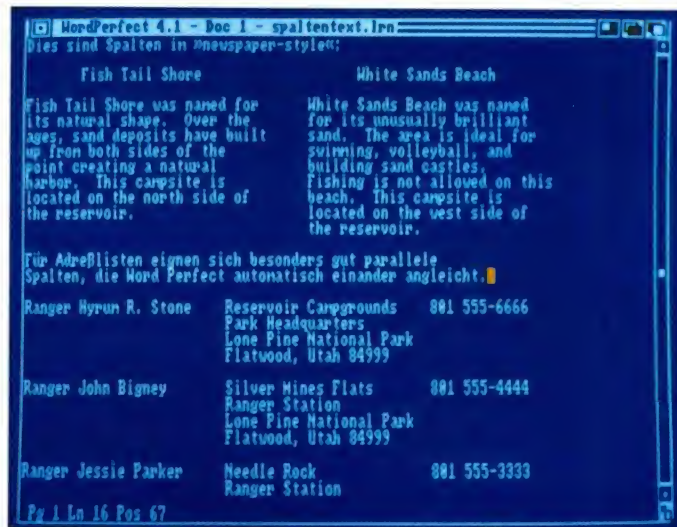 WordPerfect 4.1 - Doc 1 - spaltentext.lrn
Dies sind Spalten in »newspaper-style«:
Fish Tail Shore
White Sands Beach
Fish Tail Shore was named for
its natural shape. Over the
ages, sand deposits have built
up from both sides of the
point creating a natural
harbor. This campsite is
located on the north side of
the reservoir.
White Sands Beach was named
for its unusually brilliant
sand. The area is ideal for
swimming, volleyball, and
building sand castles.
Fishing is not allowed on this
beach. This campsite is
located on the west side of
the reservoir.
Für Adreßlisten eignen sich besonders gut parallele
Spalten, die Word Perfect automatisch einander angleicht.
Ranger Hyrum R. Stone Reservoir Campgrounds 801 555-6666
Park Headquarters
Lone Pine National Park
Flatwood, Utah 84999
Ranger John Bigney Silver Mines Flats 801 555-4444
Ranger Station
Lone Pine National Park
Flatwood, Utah 84999
Ranger Jessie Parker Needle Rock 801 555-3333
Ranger Station
Pg 1 Ln 16 Pos 67